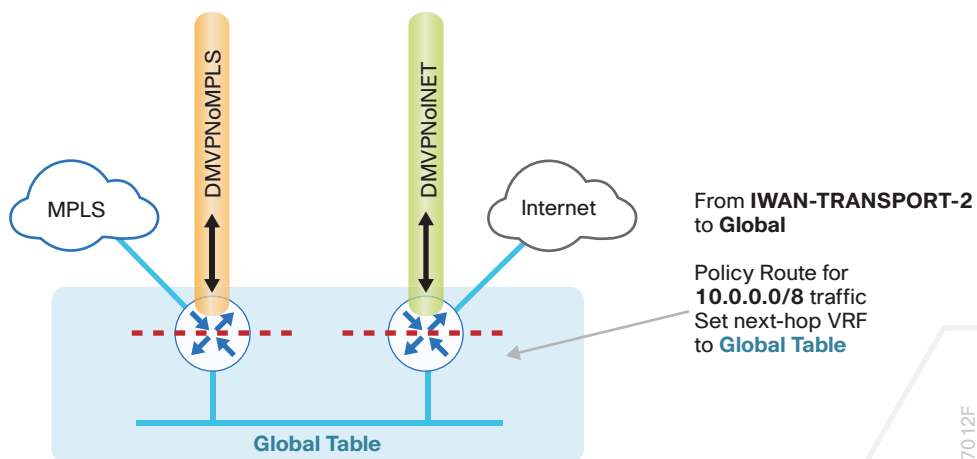 DMVPNoMPLS
DMVPNoINET
MPLS
Internet
From IWAN-TRANSPORT-2
to Global
Policy Route for
10.0.0.0/8 traffic
Set next-hop VRF
to Global Table
Global Table
7012F